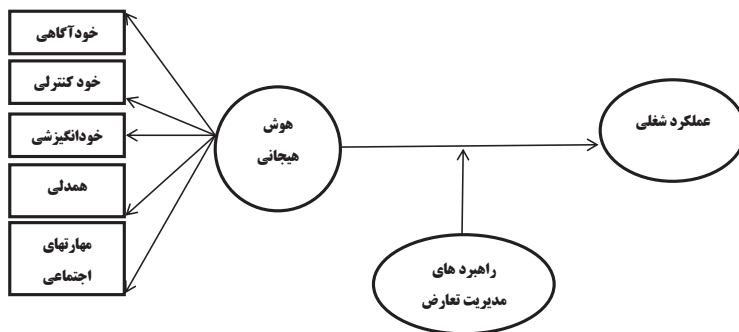 خودآگاهی
خود کنترلی
خودانگیزشی
همدلی
مهارتهای
اجتماعی
هوش
هیجانی
عملکرد شغلی
راهبرد های
مدیریت تعارض